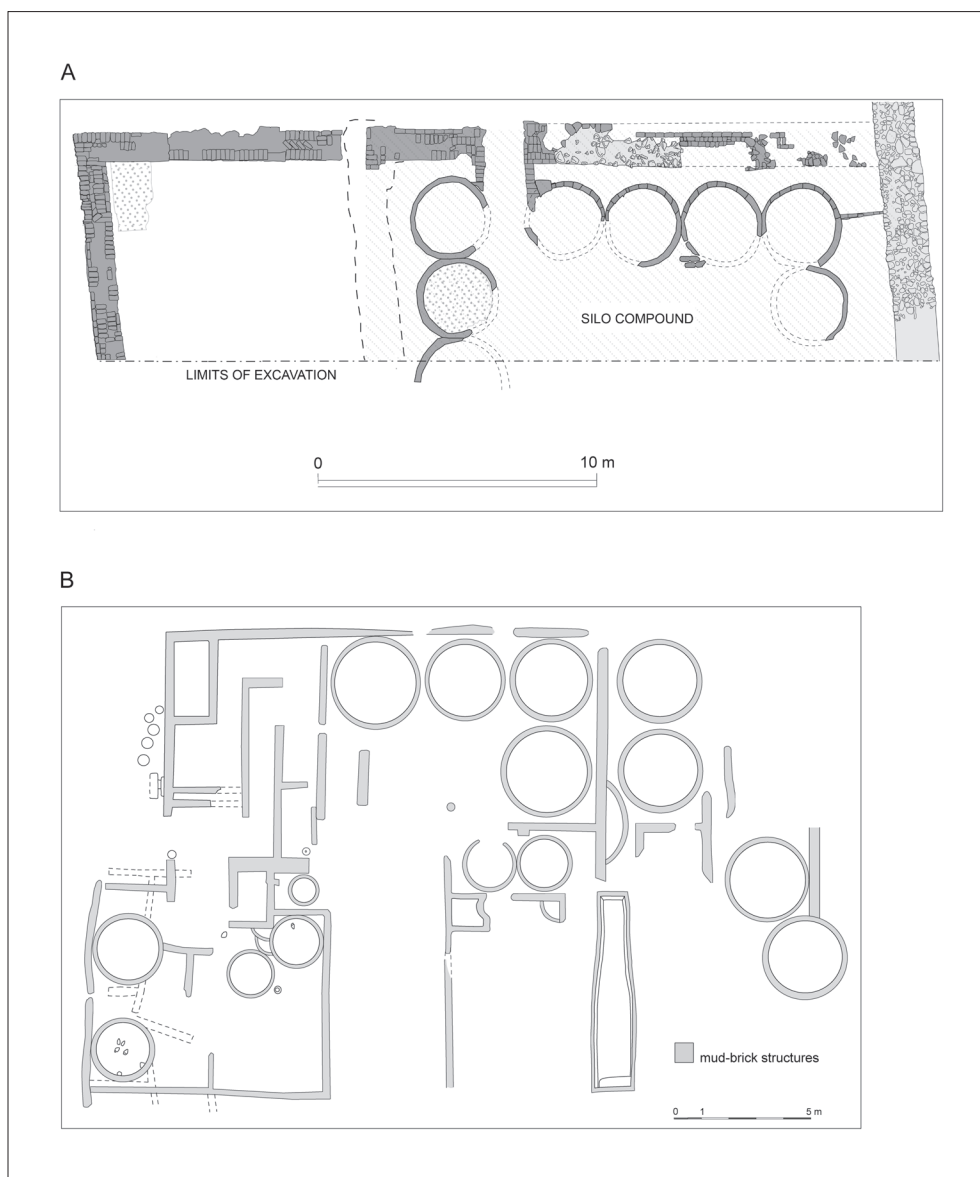 A
SILO COMPOUND
LIMITS OF EXCAVATION
0 10 m
B
mud-brick structures
0 1 5 m